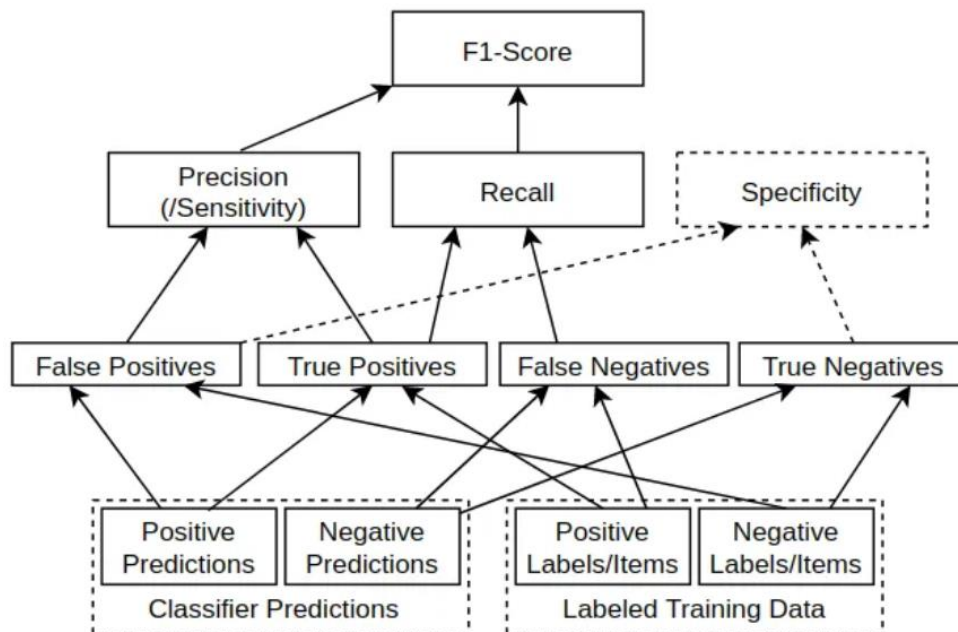 F1-Score
Precision
(/Sensitivity)
Recall
Specificity
False Positives
True Positives
False Negatives
True Negatives
Positive
Predictions
Negative
Predictions
Positive
Labels/Items
Negative
Labels/Items
Classifier Predictions
Labeled Training Data